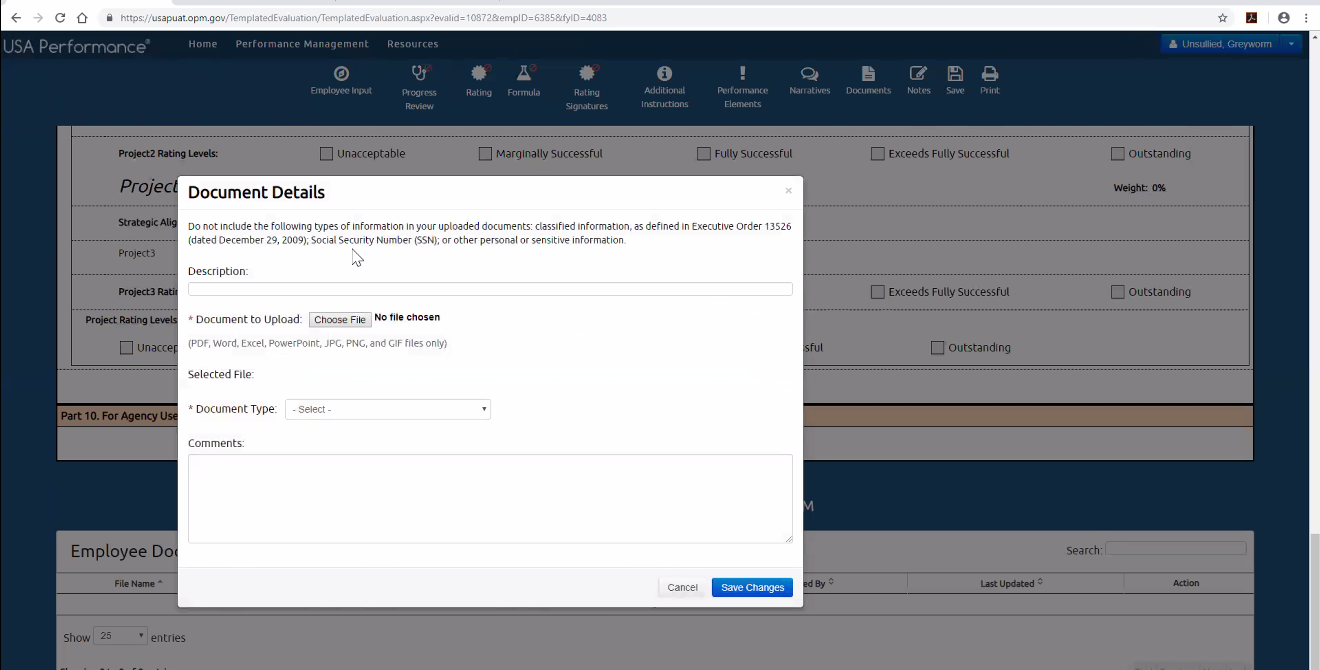 https://usapuat.opm.gov/TemplatedEvaluation/TemplatedEvaluation.aspx?evalid=10872&empID=6385&fyID=4083
USA Performance® Home Performance Management Resources Unsullied, Greyworm
Employee Input Progress Review Rating Formula Rating Signatures Additional Instructions Performance Elements Narratives Documents Notes Save Print
Project2 Rating Levels: Unacceptable Marginally Successful Fully Successful Exceeds Fully Successful Outstanding
Project Weight: 0%
Document Details ×
Strategic Alig
Do not include the following types of information in your uploaded documents: classified information, as defined in Executive Order 13526
(dated December 29, 2009); Social Security Number (SSN); or other personal or sensitive information.
Project3
Description:
Project3 Ratin Exceeds Fully Successful Outstanding
Project Rating Levels
* Document to Upload: Choose File No file chosen
(PDF, Word, Excel, PowerPoint, JPG, PNG, and GIF files only)
Unaccep sful Outstanding
Selected File:
* Document Type: - Select -
Part 10. For Agency Use
Comments:
M
Employee Doc Search:
File Name ed By Last Updated Action
Cancel Save Changes
Show 25 entries